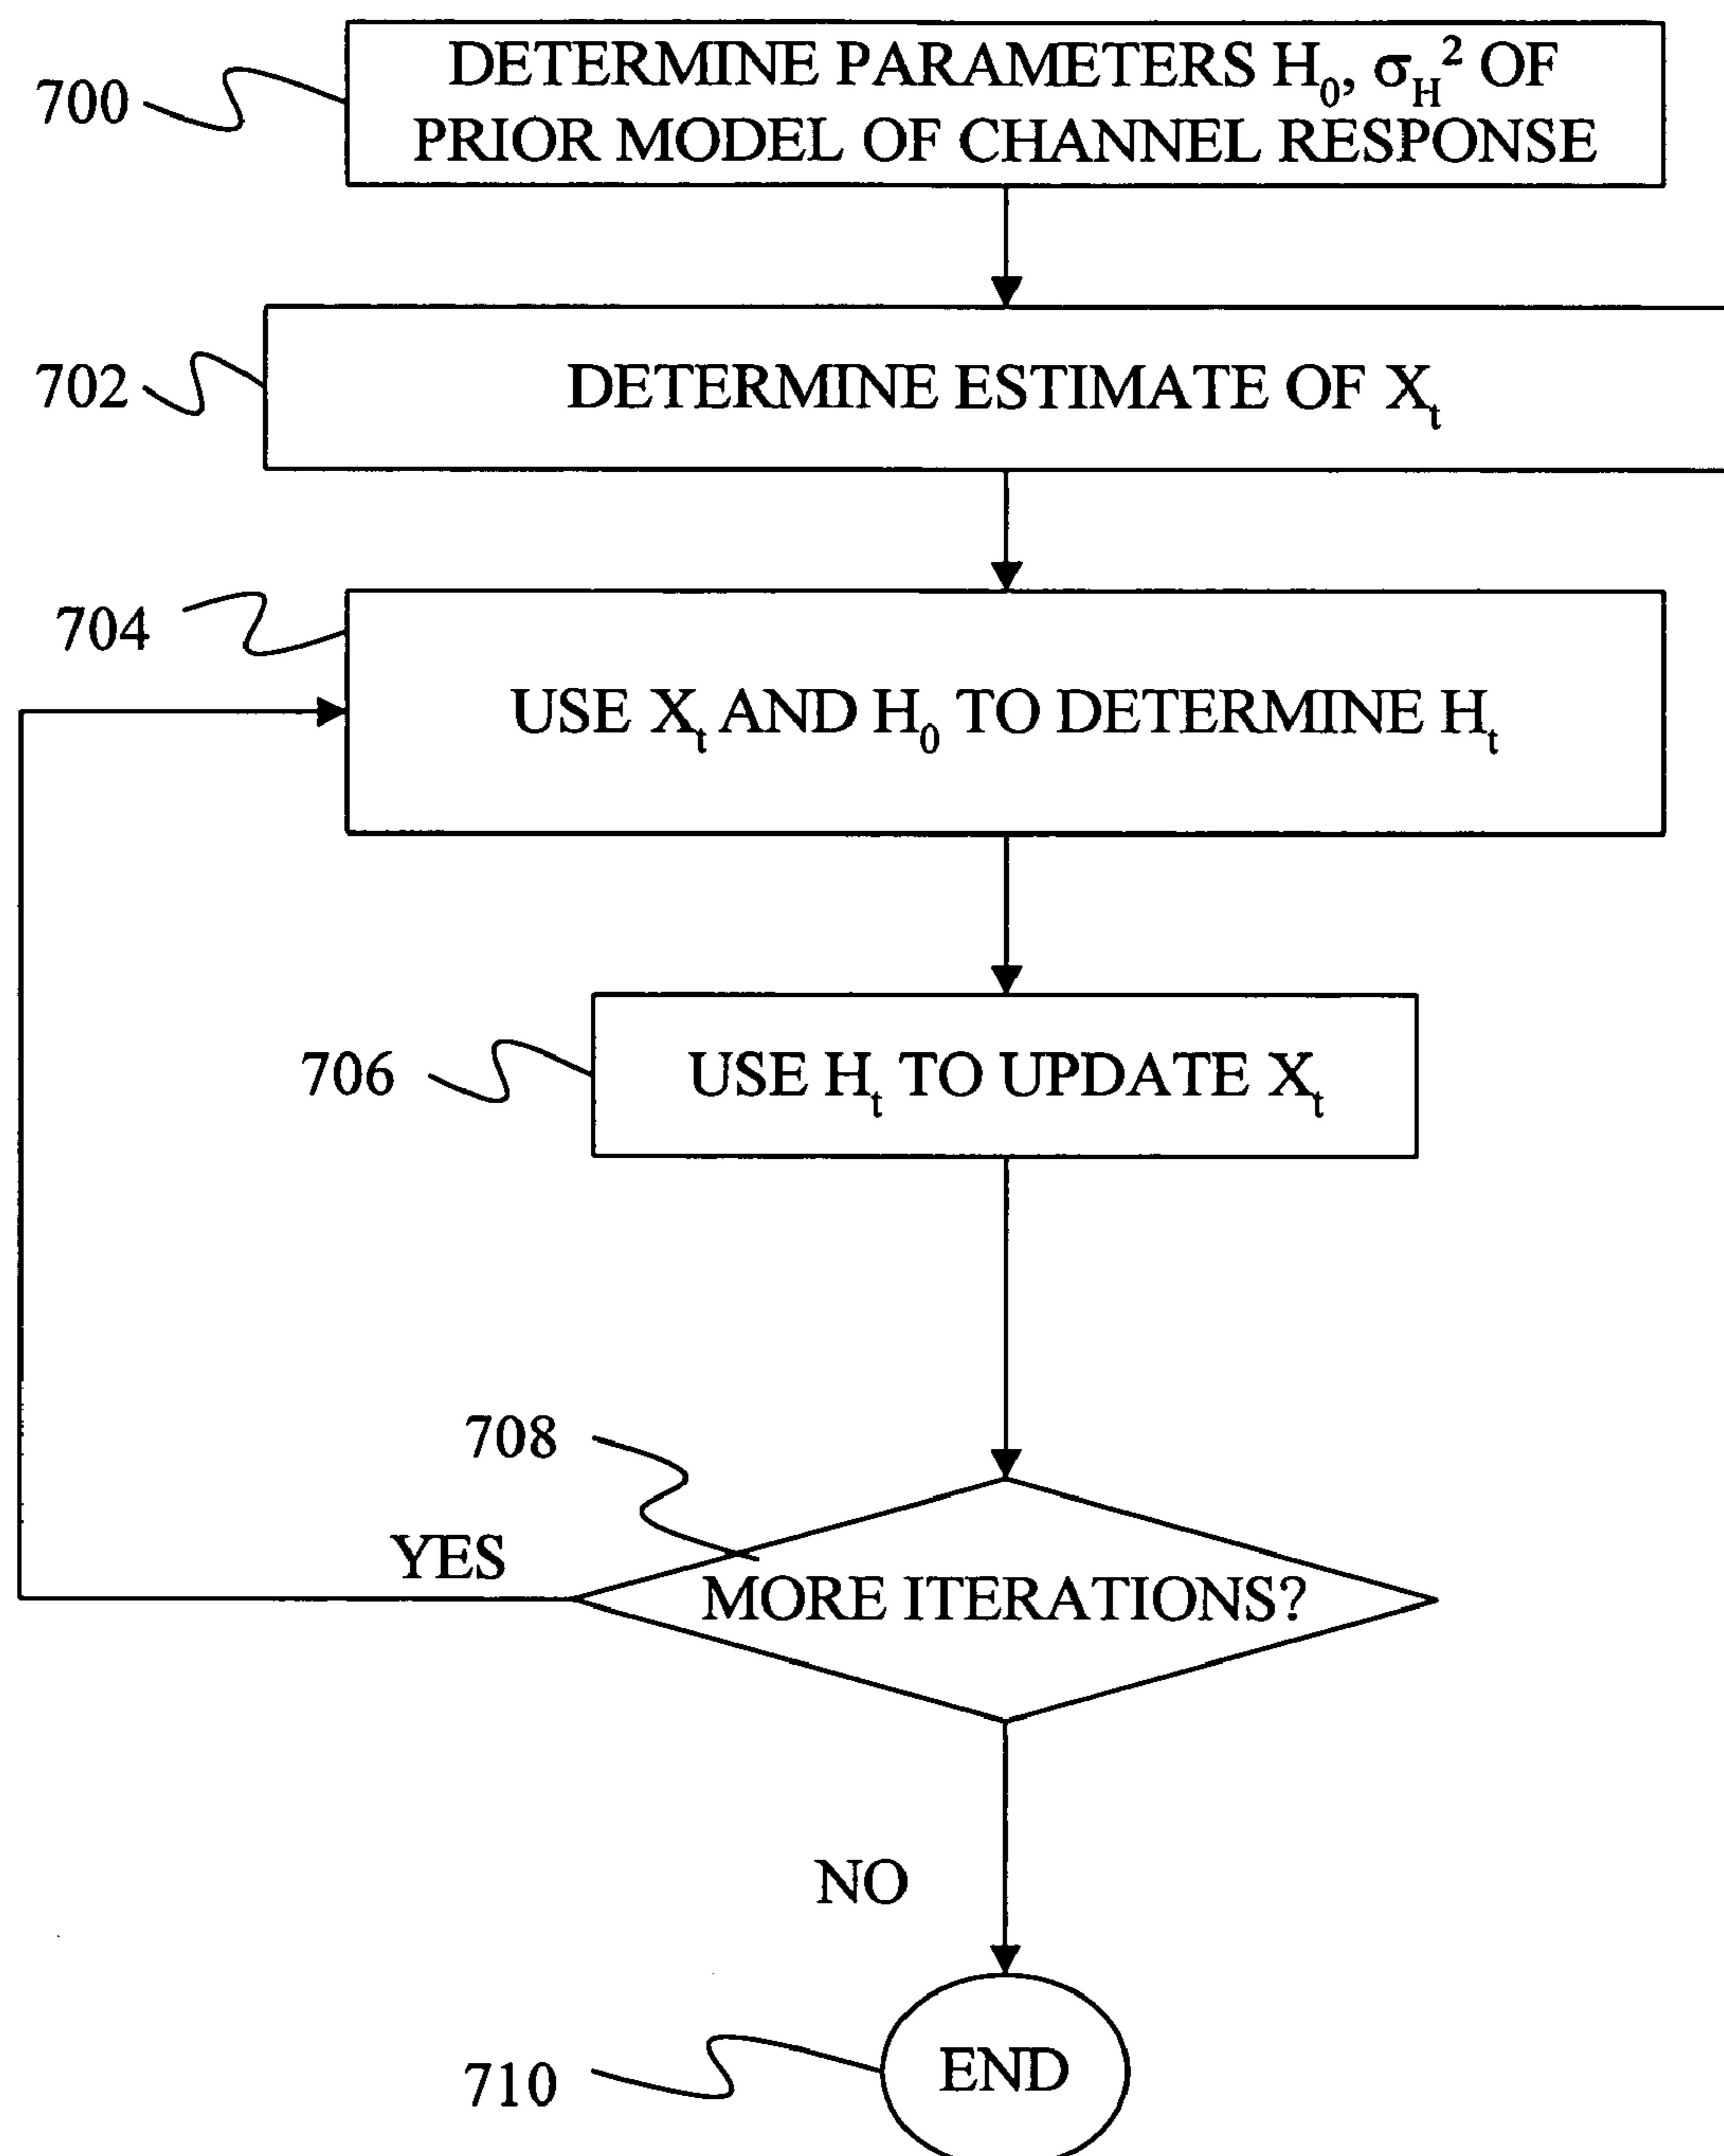 700
DETERMINE PARAMETERS H₀, σ_H² OF
PRIOR MODEL OF CHANNEL RESPONSE
702
DETERMINE ESTIMATE OF Xₜ
704
USE Xₜ AND H₀ TO DETERMINE Hₜ
706
USE Hₜ TO UPDATE Xₜ
708
YES
MORE ITERATIONS?
NO
710
END